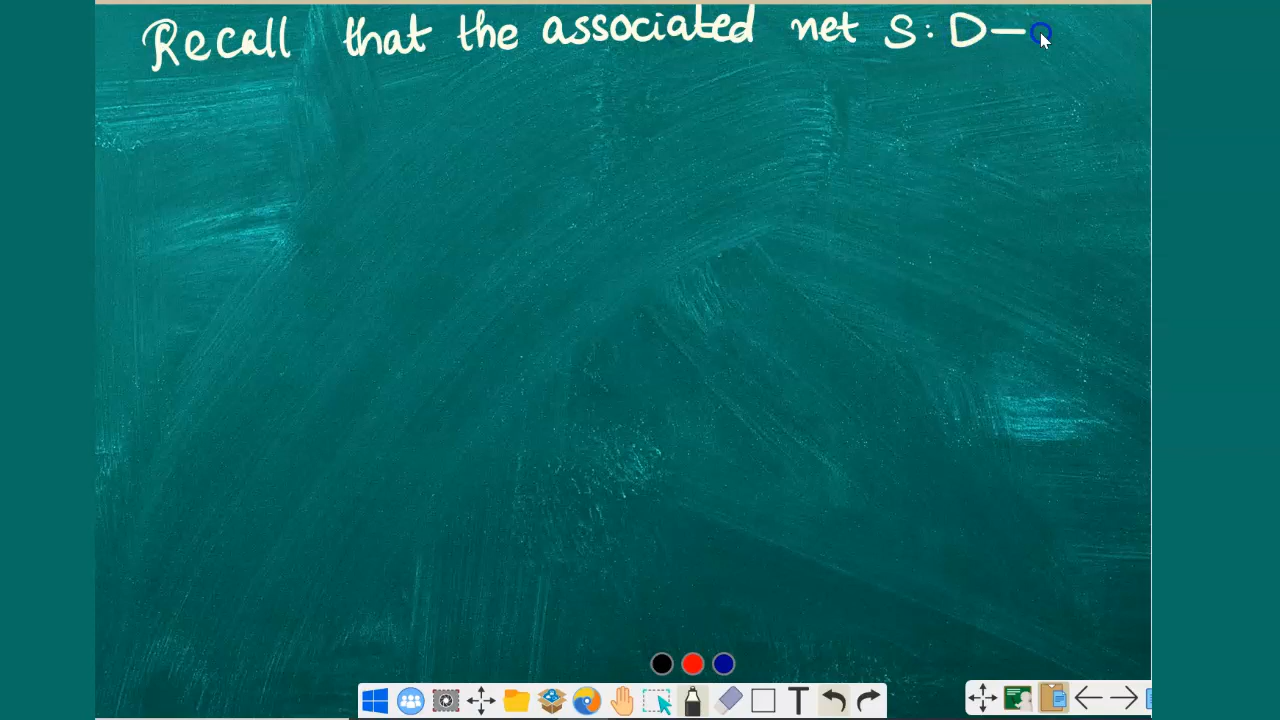 Recall that the associated net S : D —